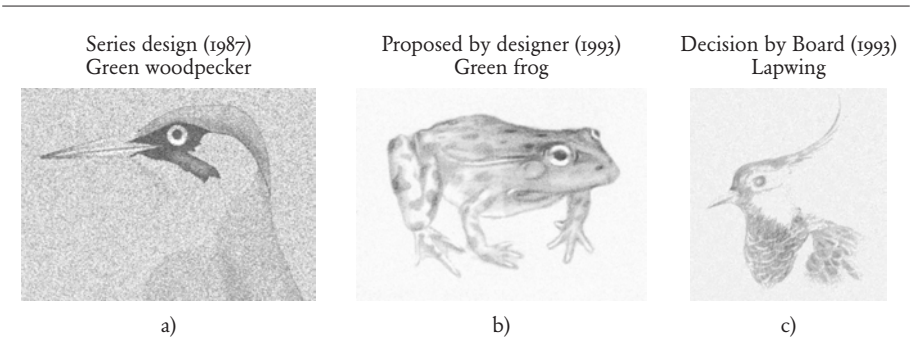 Series design (1987)
Green woodpecker
Proposed by designer (1993)
Green frog
Decision by Board (1993)
Lapwing
a)
b)
c)